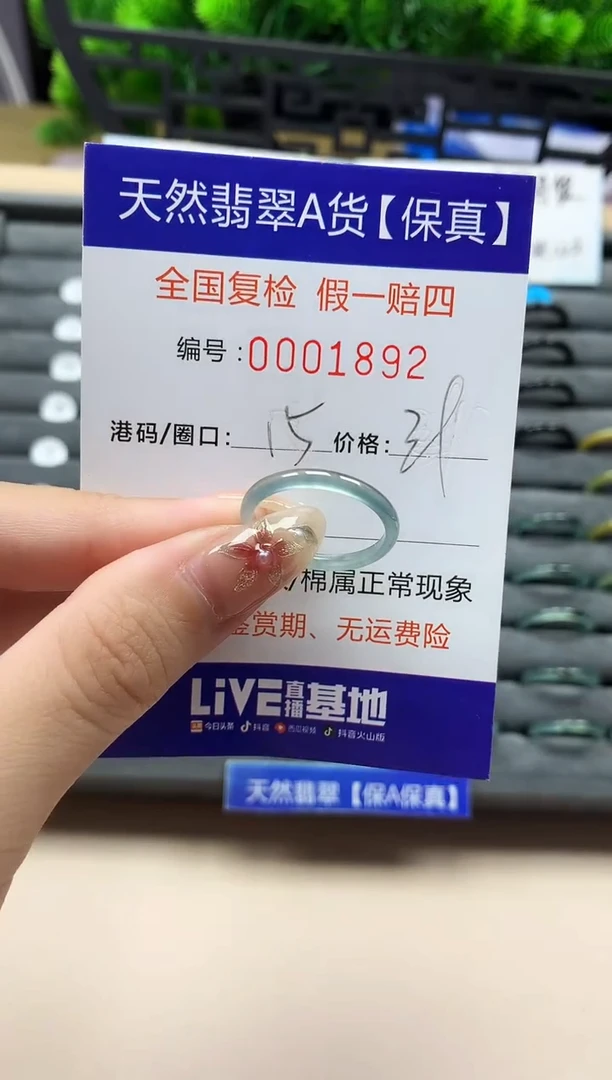 天然翡翠A货【保真】
全国复检 假一赔四
编号:0001892
港码/圈口: 15 价格:
/棉属正常现象
鉴赏期、无运费险
LiVE直播基地
今日头条 抖音 西瓜视频 抖音火山版
天然翡翠【保A保真】